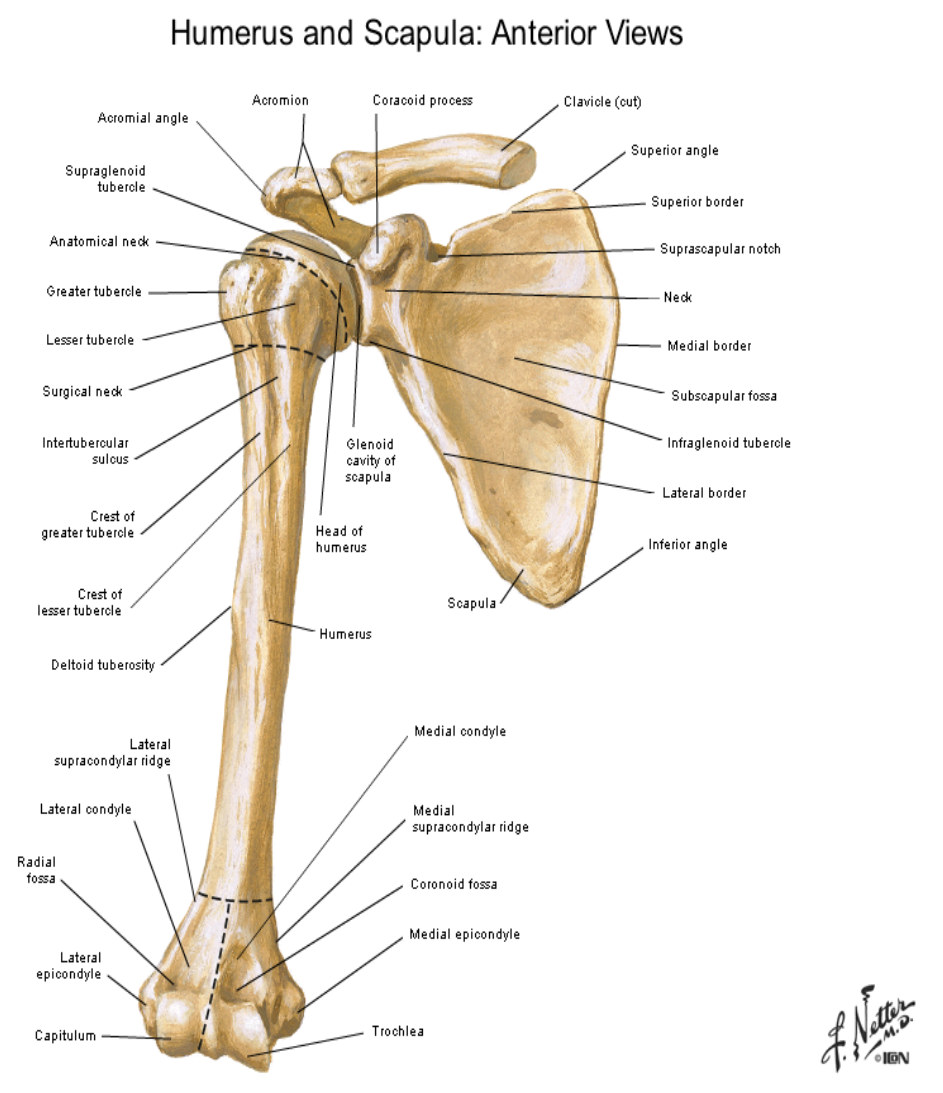 Humerus and Scapula: Anterior Views
Acromion
Coracoid process
Clavicle (cut)
Acromial angle
Superior angle
Supraglenoid
tubercle
Superior border
Anatomical neck
Suprascapular notch
Greater tubercle
Neck
Lesser tubercle
Medial border
Surgical neck
Subscapular fossa
Intertubercular
sulcus
Glenoid
cavity of
scapula
Infraglenoid tubercle
Lateral border
Crest of
greater tubercle
Head of
humerus
Inferior angle
Crest of
lesser tubercle
Scapula
Humerus
Deltoid tuberosity
Medial condyle
Lateral
supracondylar ridge
Lateral condyle
Medial
supracondylar ridge
Radial
fossa
Coronoid fossa
Medial epicondyle
Lateral
epicondyle
Capitulum
Trochlea
F. Netter
M.D.
© ICON